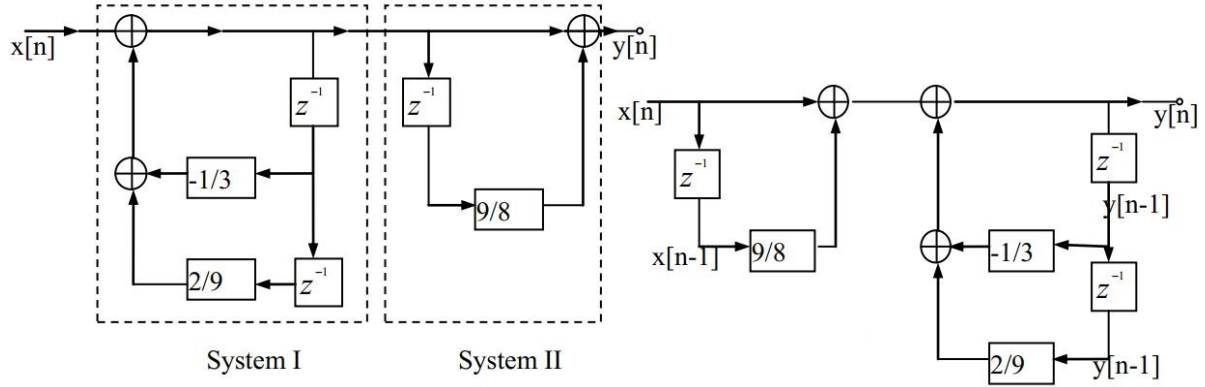 x[n]
z^{-1}
-1/3
2/9
z^{-1}
System I
z^{-1}
9/8
y[n]
System II
x[n]
z^{-1}
x[n-1]
9/8
y[n]
z^{-1}
y[n-1]
-1/3
z^{-1}
2/9
y[n-1]